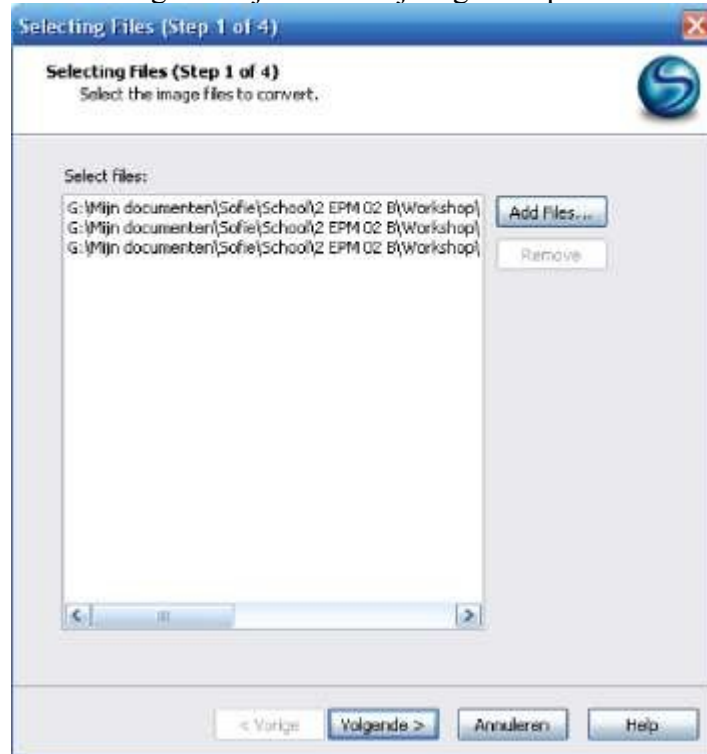 Selecting Files (Step 1 of 4)
Selecting Files (Step 1 of 4)
Select the image files to convert.
Select files:
G:\Mijn documenten\Sofie\School\2 EPM 02 B\Workshop\
G:\Mijn documenten\Sofie\School\2 EPM 02 B\Workshop\
G:\Mijn documenten\Sofie\School\2 EPM 02 B\Workshop\
Add Files...
Remove
< Vorige
Volgende >
Annuleren
Help